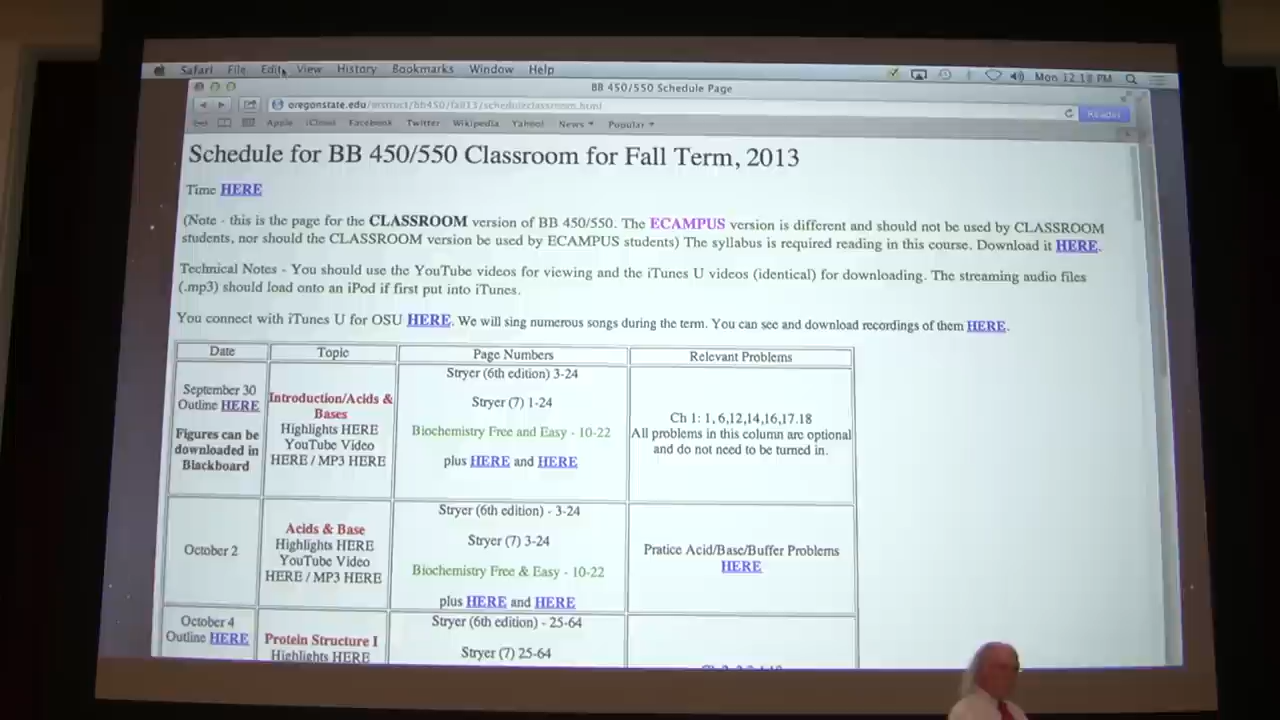 Safari File Edit View History Bookmarks Window Help
Mon 12:18 PM
BB 450/550 Schedule Page
oregonstate.edu/instruct/bb450/fall13/scheduleclassroom.html
Reader
Apple iCloud Facebook Twitter Wikipedia Yahoo! News Popular
Schedule for BB 450/550 Classroom for Fall Term, 2013
Time HERE
(Note - this is the page for the CLASSROOM version of BB 450/550. The ECAMPUS version is different and should not be used by CLASSROOM
students, nor should the CLASSROOM version be used by ECAMPUS students) The syllabus is required reading in this course. Download it HERE.
Technical Notes - You should use the YouTube videos for viewing and the iTunes U videos (identical) for downloading. The streaming audio files
(.mp3) should load onto an iPod if first put into iTunes.
You connect with iTunes U for OSU HERE. We will sing numerous songs during the term. You can see and download recordings of them HERE.
Date Topic Page Numbers Relevant Problems
September 30
Outline HERE
Figures can be
downloaded in
Blackboard
Introduction/Acids &
Bases
Highlights HERE
YouTube Video
HERE / MP3 HERE
Stryer (6th edition) 3-24
Stryer (7) 1-24
Biochemistry Free and Easy - 10-22
plus HERE and HERE
Ch 1: 1, 6,12,14,16,17.18
All problems in this column are optional
and do not need to be turned in.
October 2
Acids & Base
Highlights HERE
YouTube Video
HERE / MP3 HERE
Stryer (6th edition) - 3-24
Stryer (7) 3-24
Biochemistry Free & Easy - 10-22
plus HERE and HERE
Pratice Acid/Base/Buffer Problems
HERE
October 4
Outline HERE
Protein Structure I
Highlights HERE
Stryer (6th edition) - 25-64
Stryer (7) 25-64